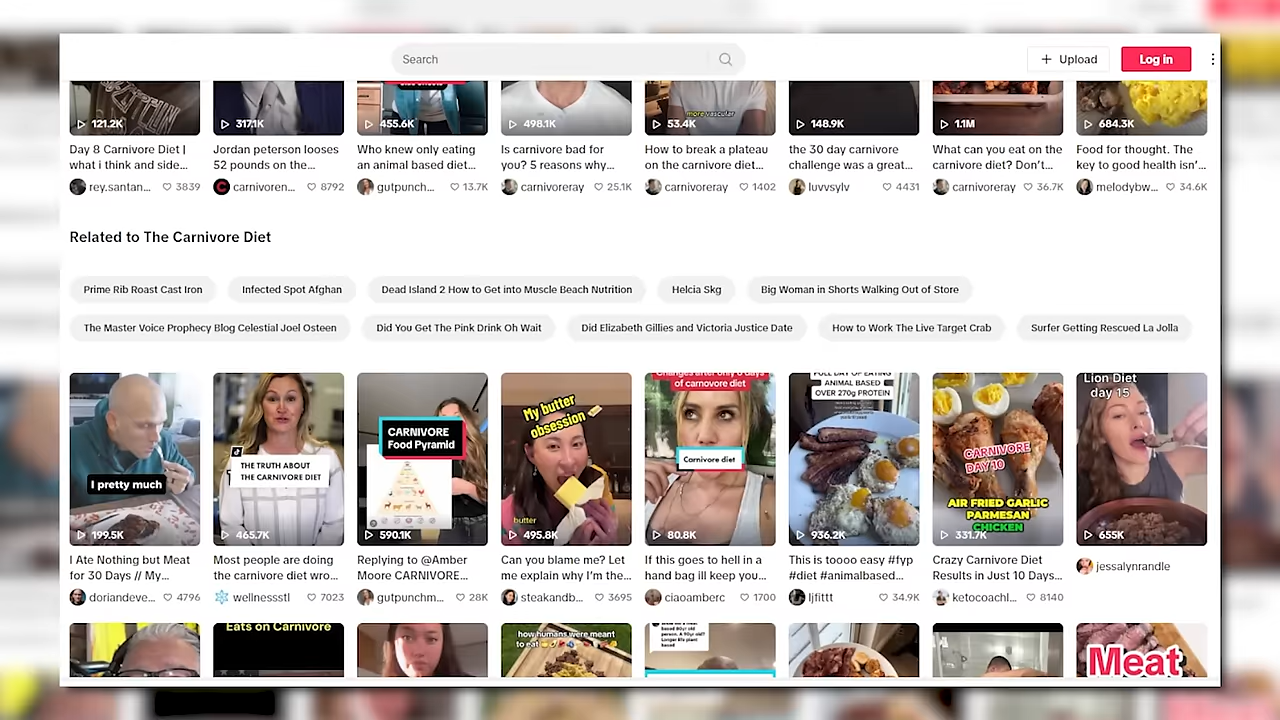 Search
Upload
Log in
more vascular
121.2K
317.1K
455.6K
498.1K
53.4K
148.9K
1.1M
684.3K
Day 8 Carnivore Diet |
what i think and side...
rey.santan... 3839
Jordan peterson looses
52 pounds on the...
carnivoren... 8792
Who knew only eating
an animal based diet...
gutpunch... 13.7K
Is carnivore bad for
you? 5 reasons why...
carnivoreray 25.1K
How to break a plateau
on the carnivore diet...
carnivoreray 1402
the 30 day carnivore
challenge was a great...
luvvsylv 4431
What can you eat on the
carnivore diet? Don't...
carnivoreray 36.7K
Food for thought. The
key to good health isn'...
melodybw... 34.6K
Related to The Carnivore Diet
Prime Rib Roast Cast Iron
Infected Spot Afghan
Dead Island 2 How to Get into Muscle Beach Nutrition
Helcia Skg
Big Woman in Shorts Walking Out of Store
The Master Voice Prophecy Blog Celestial Joel Osteen
Did You Get The Pink Drink Oh Wait
Did Elizabeth Gillies and Victoria Justice Date
How to Work The Live Target Crab
Surfer Getting Rescued La Jolla
I pretty much
199.5K
I Ate Nothing but Meat
for 30 Days // My...
doriandeve... 4796
THE TRUTH ABOUT
THE CARNIVORE DIET
465.7K
Most people are doing
the carnivore diet wro...
wellnessstl 7023
CARNIVORE
Food Pyramid
590.1K
Replying to @Amber
Moore CARNIVORE...
gutpunchm... 28K
My butter
obsession
butter
495.8K
Can you blame me? Let
me explain why I'm the...
steakandb... 3695
Changes after only 6 days
of carnovore diet
Carnivore diet
80.8K
If this goes to hell in a
hand bag ill keep you...
ciaoamberc 1700
FULL DAY OF EATING
ANIMAL BASED
OVER 270g PROTEIN
936.2K
This is toooo easy #fyp
#diet #animalbased...
ljfittt 34.9K
CARNIVORE
DAY 10
AIR FRIED GARLIC
PARMESAN
CHICKEN
331.7K
Crazy Carnivore Diet
Results in Just 10 Days...
ketocoachl... 8140
Lion Diet
day 15
655K
jessalynrandle
Eats on Carnivore
how humans were meant
to eat
Meat